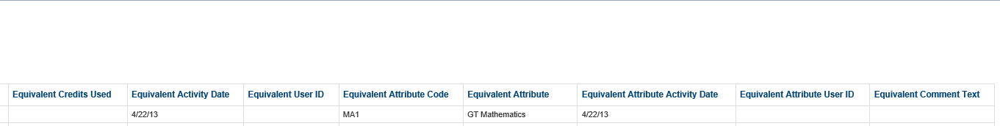 Equivalent Credits Used Equivalent Activity Date Equivalent User ID Equivalent Attribute Code Equivalent Attribute Equivalent Attribute Activity Date Equivalent Attribute User ID Equivalent Comment Text
4/22/13 MA1 GT Mathematics 4/22/13